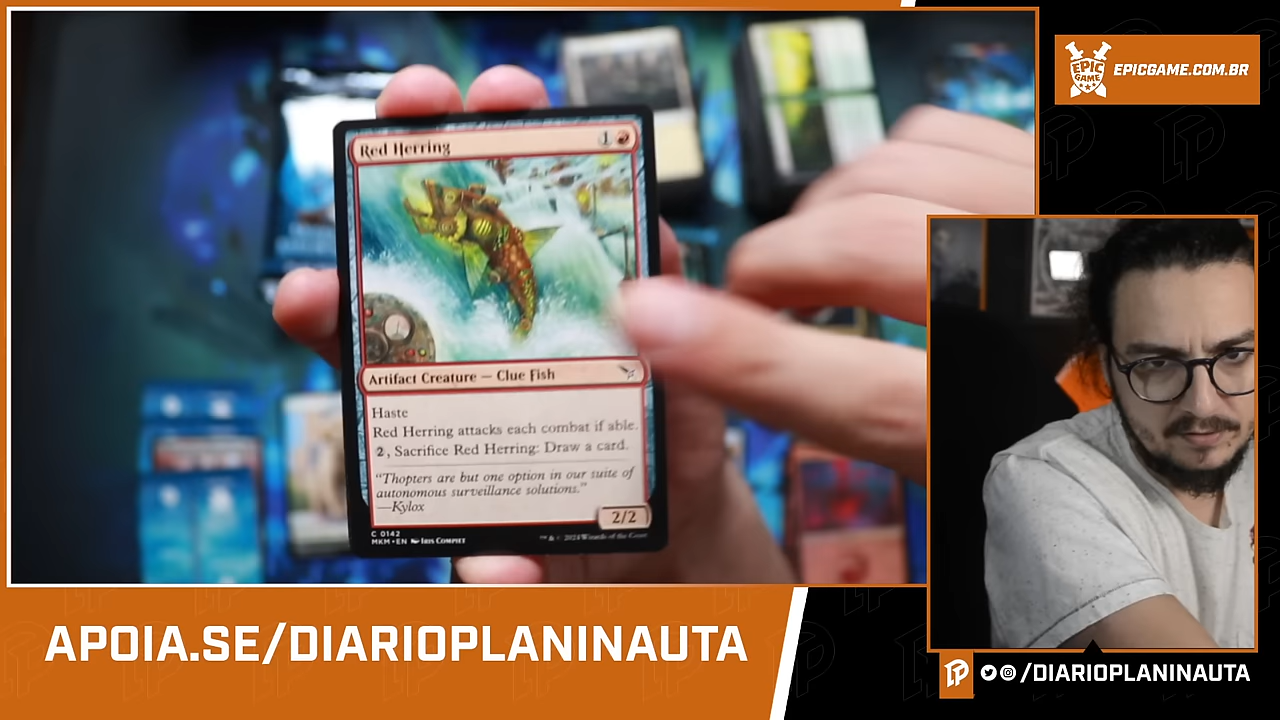 Red Herring 1
Artifact Creature — Clue Fish
Haste
Red Herring attacks each combat if able.
2, Sacrifice Red Herring: Draw a card.
"Thopters are but one option in our suite of
autonomous surveillance solutions."
—Kylox
2/2
C 0142
MKM • EN Iris Compiet
™ & © 2024 Wizards of the Coast
EPIC
GAME
EPICGAME.COM.BR
APOIA.SE/DIARIOPLANINAUTA
/DIARIOPLANINAUTA